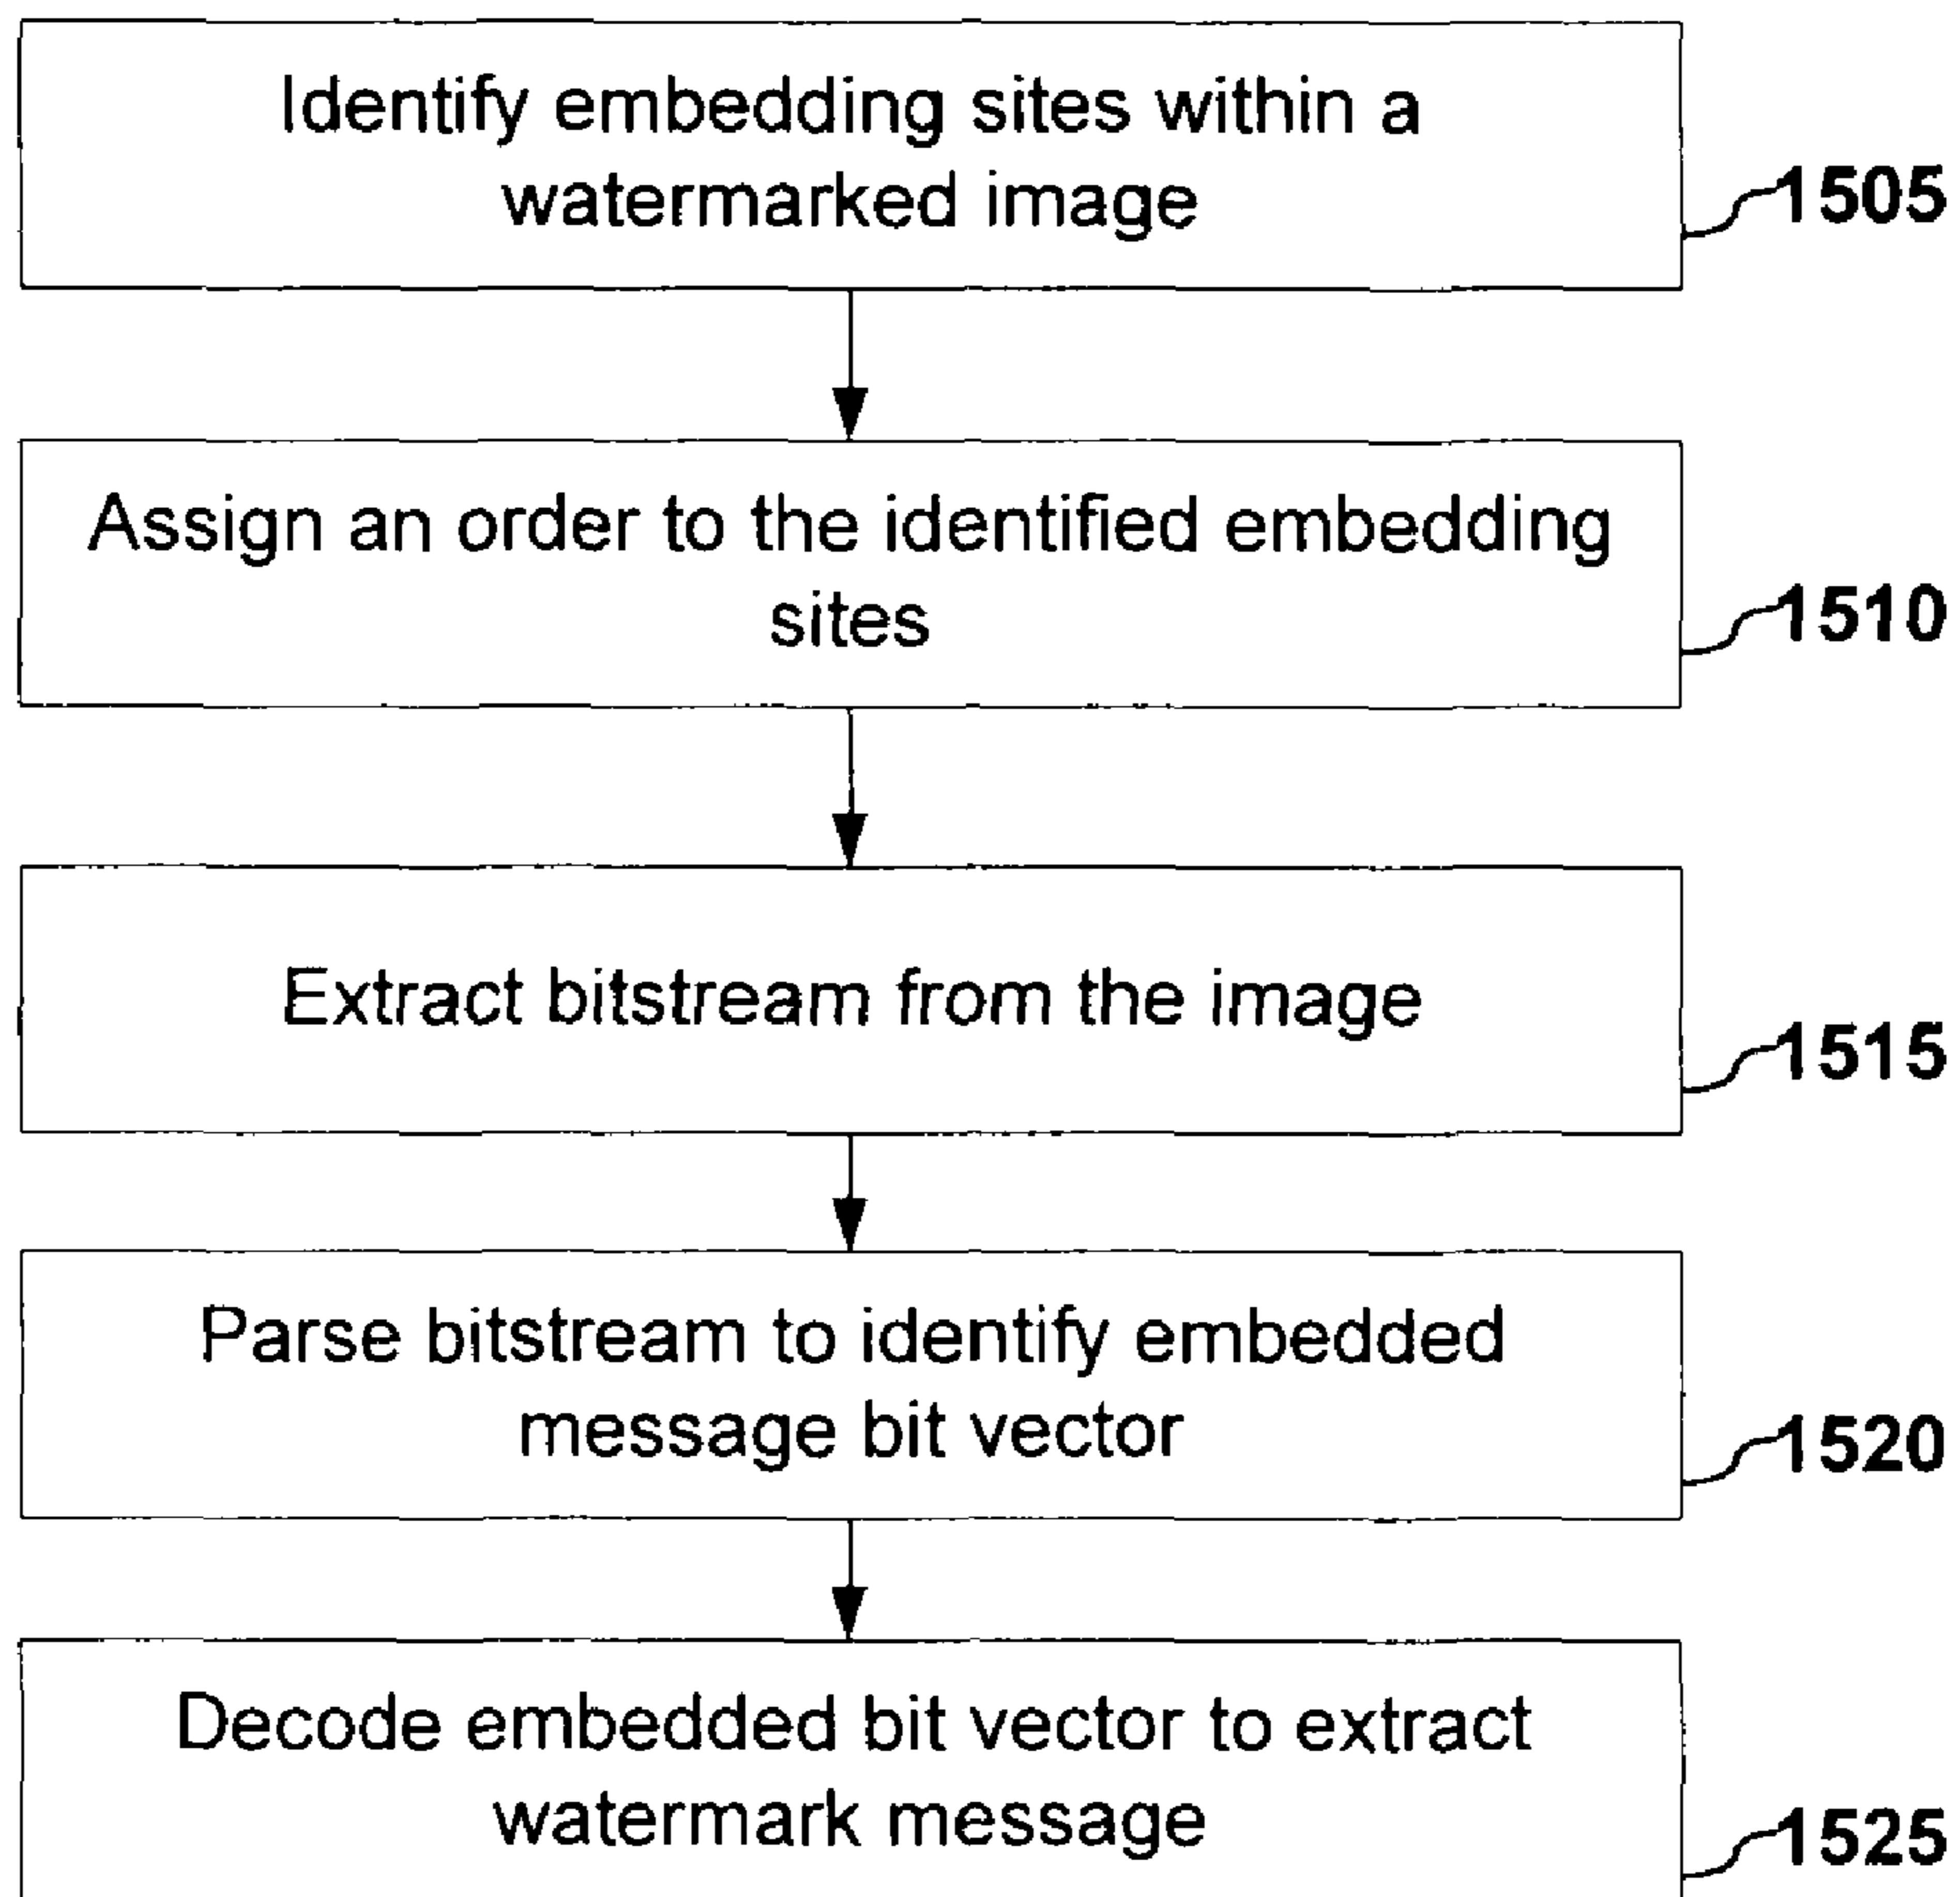 Identify embedding sites within a
watermarked image
1505
Assign an order to the identified embedding
sites
1510
Extract bitstream from the image
1515
Parse bitstream to identify embedded
message bit vector
1520
Decode embedded bit vector to extract
watermark message
1525